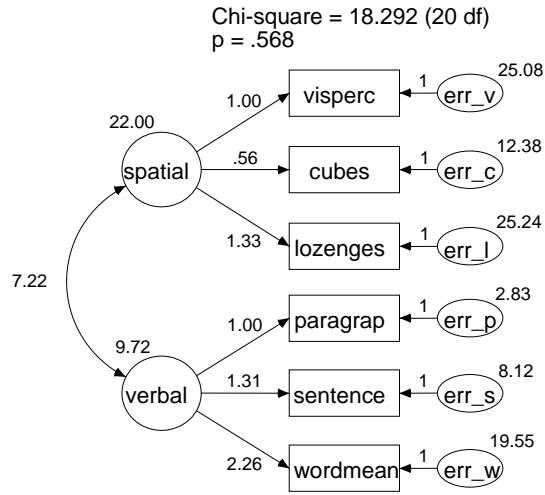 Chi-square = 18.292 (20 df)
p = .568
25.08
1.00
visperc
1
err_v
22.00
12.38
spatial
.56
cubes
1
err_c
25.24
1.33
lozenges
1
err_l
7.22
2.83
1.00
paragrap
1
err_p
9.72
8.12
verbal
1.31
sentence
1
err_s
19.55
2.26
wordmean
1
err_w